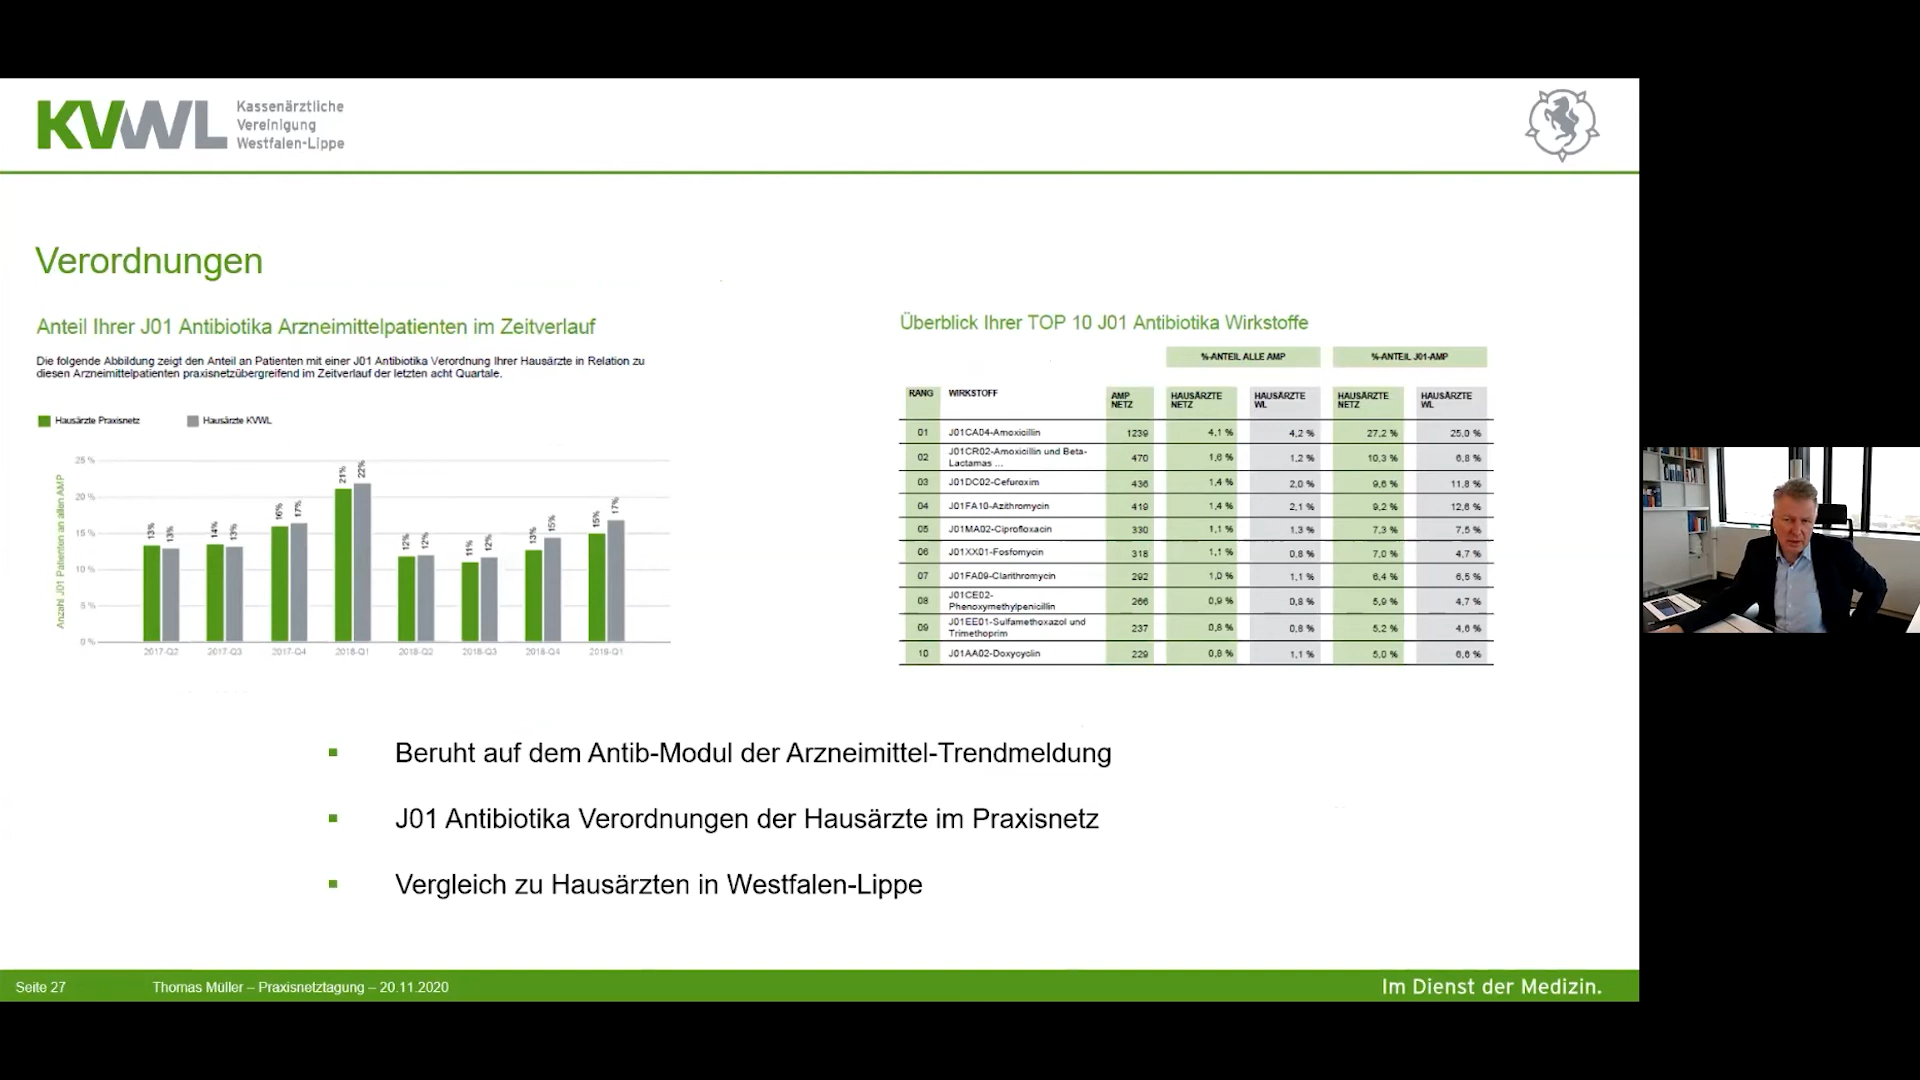 KVWL
Kassenärztliche
Vereinigung
Westfalen-Lippe
Verordnungen
Anteil Ihrer J01 Antibiotika Arzneimittelpatienten im Zeitverlauf
Die folgende Abbildung zeigt den Anteil an Patienten mit einer J01 Antibiotika Verordnung Ihrer Hausärzte in Relation zu
diesen Arzneimittelpatienten praxisnetzübergreifend im Zeitverlauf der letzten acht Quartale.
Hausärzte Praxisnetz Hausärzte KVWL
Anzahl J01 Patienten an allen AMP
25 %
20 %
15 %
10 %
5 %
0 %
13% 13% 14% 13% 16% 17% 21% 22% 12% 12% 11% 12% 13% 15% 15% 17%
2017-Q2 2017-Q3 2017-Q4 2018-Q1 2018-Q2 2018-Q3 2018-Q4 2019-Q1
Überblick Ihrer TOP 10 J01 Antibiotika Wirkstoffe
%-ANTEIL ALLE AMP %-ANTEIL J01-AMP
RANG WIRKSTOFF AMP NETZ HAUSÄRZTE NETZ HAUSÄRZTE WL HAUSÄRZTE NETZ HAUSÄRZTE WL
01 J01CA04-Amoxicillin 1239 4,1 % 4,2 % 27,2 % 25,0 %
02 J01CR02-Amoxicillin und Beta-Lactamas ... 470 1,6 % 1,2 % 10,3 % 6,8 %
03 J01DC02-Cefuroxim 436 1,4 % 2,0 % 9,6 % 11,8 %
04 J01FA10-Azithromycin 419 1,4 % 2,1 % 9,2 % 12,6 %
05 J01MA02-Ciprofloxacin 330 1,1 % 1,3 % 7,3 % 7,5 %
06 J01XX01-Fosfomycin 318 1,1 % 0,8 % 7,0 % 4,7 %
07 J01FA09-Clarithromycin 292 1,0 % 1,1 % 6,4 % 6,5 %
08 J01CE02-Phenoxymethylpenicillin 266 0,9 % 0,8 % 5,9 % 4,7 %
09 J01EE01-Sulfamethoxazol und Trimethoprim 237 0,8 % 0,8 % 5,2 % 4,6 %
10 J01AA02-Doxycyclin 229 0,8 % 1,1 % 5,0 % 6,6 %
Beruht auf dem Antib-Modul der Arzneimittel-Trendmeldung
J01 Antibiotika Verordnungen der Hausärzte im Praxisnetz
Vergleich zu Hausärzten in Westfalen-Lippe
Seite 27 Thomas Müller – Praxisnetztagung – 20.11.2020 Im Dienst der Medizin.